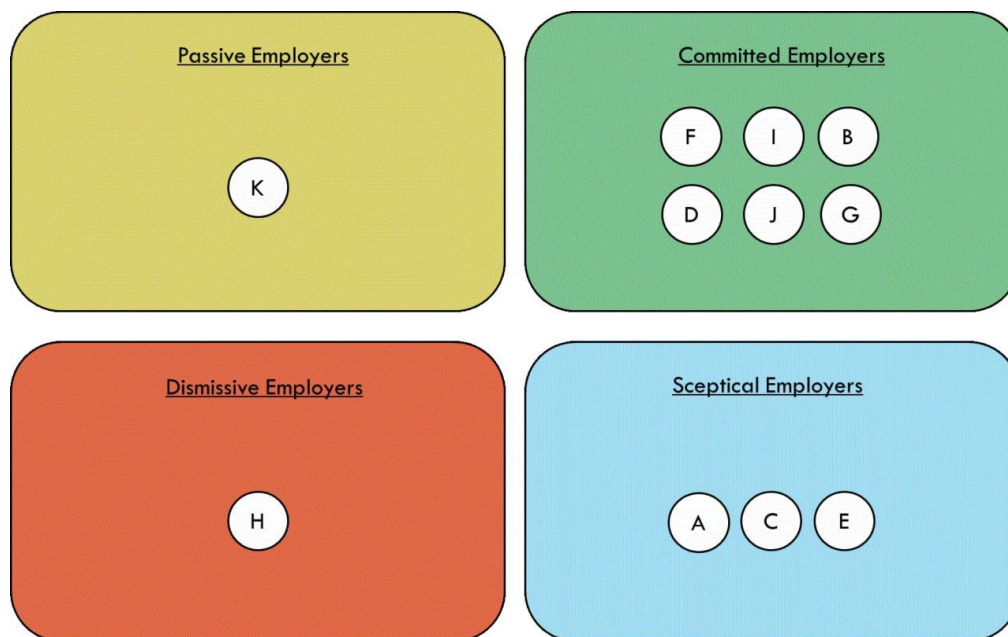 Passive Employers
K
Committed Employers
F I B
D J G
Dismissive Employers
H
Sceptical Employers
A C E